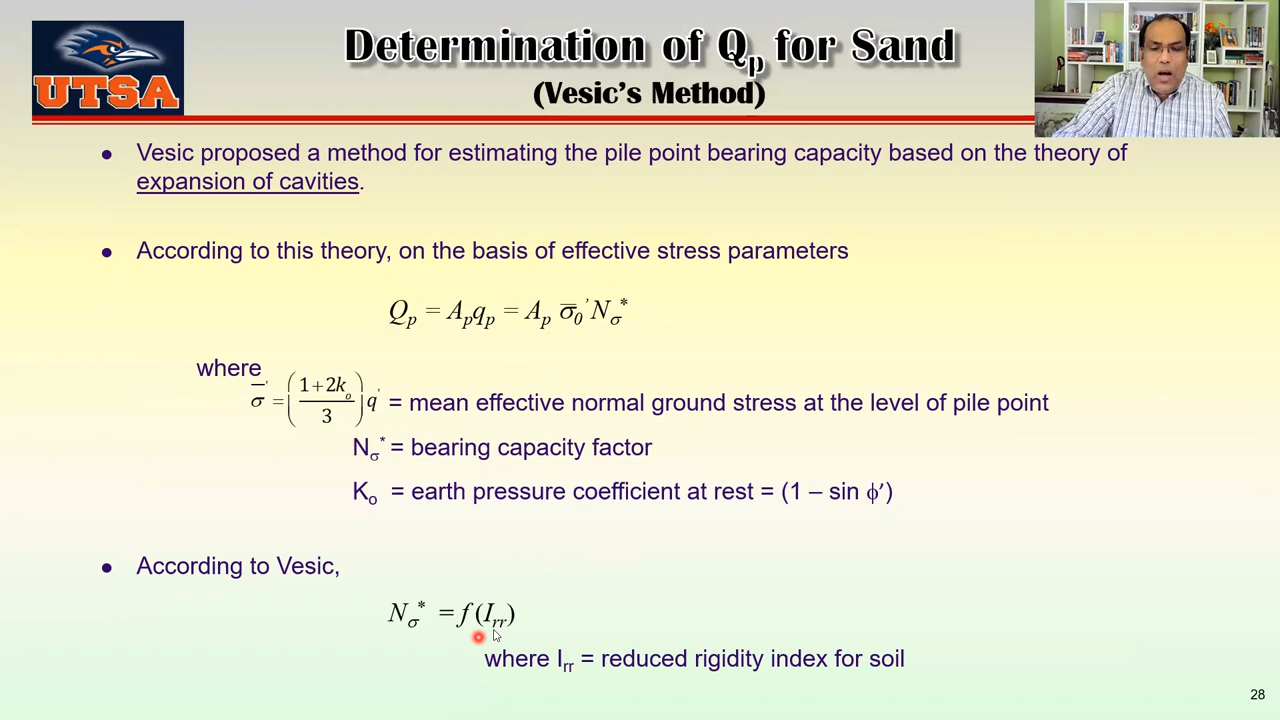 UTSA
Determination of Qp for Sand
(Vesic's Method)
• Vesic proposed a method for estimating the pile point bearing capacity based on the theory of
expansion of cavities.
• According to this theory, on the basis of effective stress parameters
Qₚ = Aₚqₚ = Aₚ σ̅₀′ Nσ*
where
σ̅′ = ((1+2kₒ)/3) q′ = mean effective normal ground stress at the level of pile point
Nσ* = bearing capacity factor
Kₒ = earth pressure coefficient at rest = (1 – sin ϕ′)
• According to Vesic,
Nσ* = f (Iᵣᵣ)
where Iᵣᵣ = reduced rigidity index for soil
28